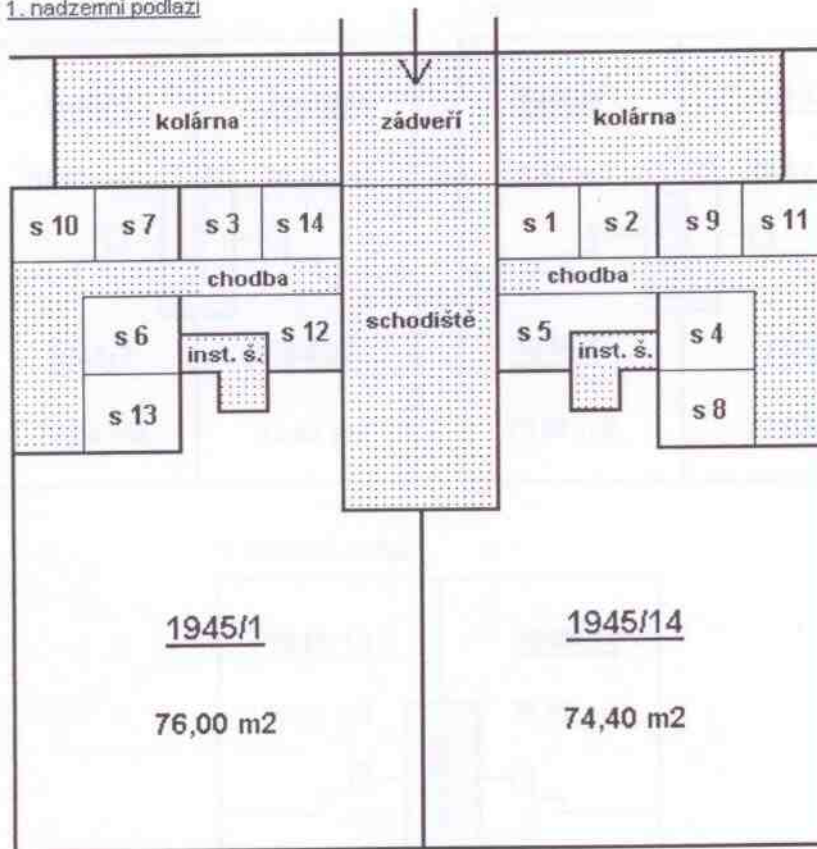 1. nadzemní podlaží
kolárna zádveří kolárna
s 10 s 7 s 3 s 14 s 1 s 2 s 9 s 11
chodba chodba
s 6 s 12 schodiště s 5 s 4
inst. š. inst. š.
s 13 s 8
1945/1 1945/14
76,00 m2 74,40 m2